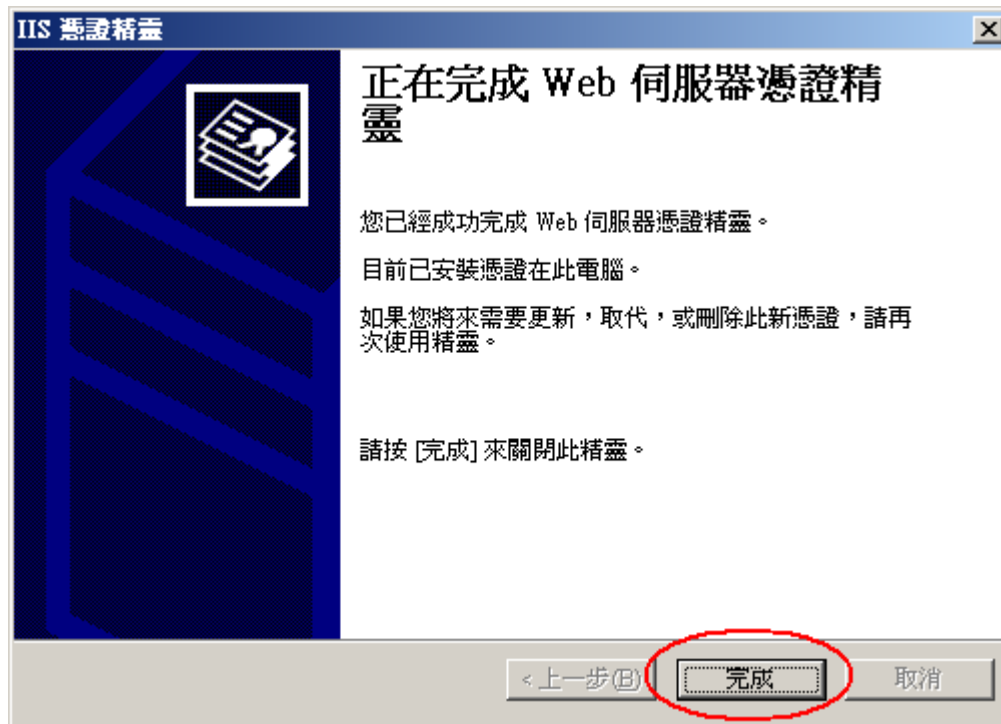 IIS 憑證精靈
正在完成 Web 伺服器憑證精
靈
您已經成功完成 Web 伺服器憑證精靈。
目前已安裝憑證在此電腦。
如果您將來需要更新，取代，或刪除此新憑證，請再
次使用精靈。
請按 [完成] 來關閉此精靈。
< 上一步(B)
完成
取消